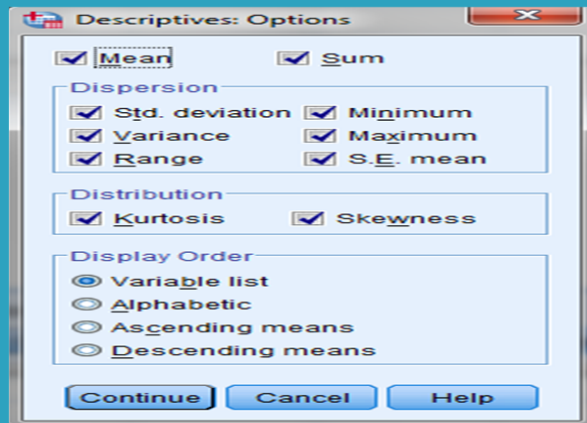 Descriptives: Options
Mean Sum
Dispersion
Std. deviation Minimum
Variance Maximum
Range S.E. mean
Distribution
Kurtosis Skewness
Display Order
Variable list
Alphabetic
Ascending means
Descending means
Continue Cancel Help